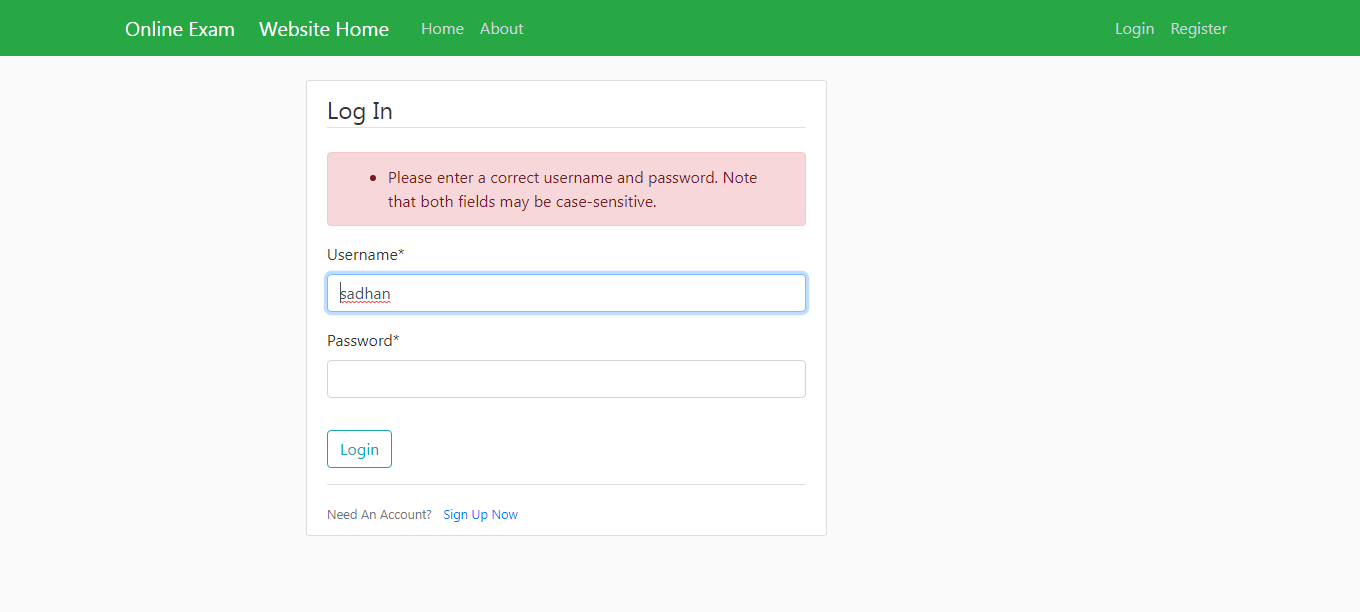 Online Exam Website Home Home About Login Register
Log In
Please enter a correct username and password. Note
that both fields may be case-sensitive.
Username*
sadhan
Password*
Login
Need An Account? Sign Up Now